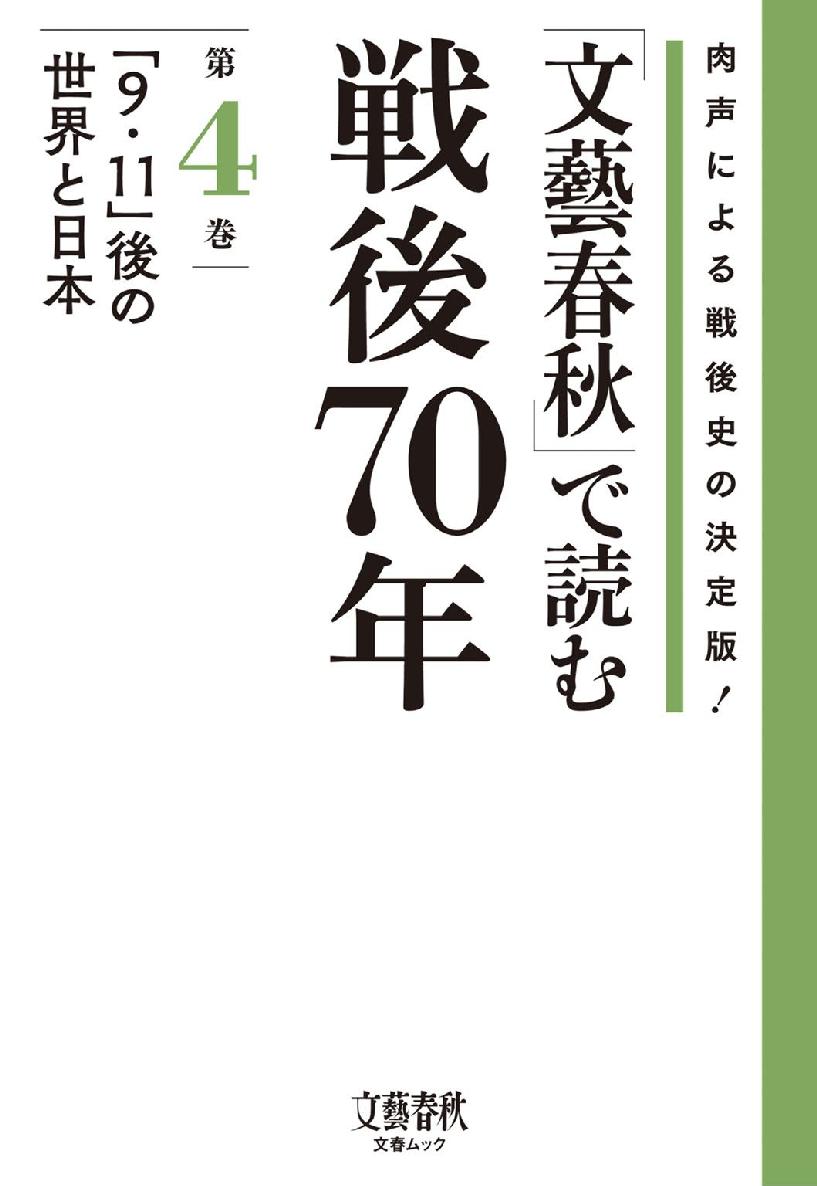 肉声による戦後史の決定版！
「文藝春秋」で読む
戦後70年
第4巻
「9・11」後の
世界と日本
文藝春秋
文春ムック